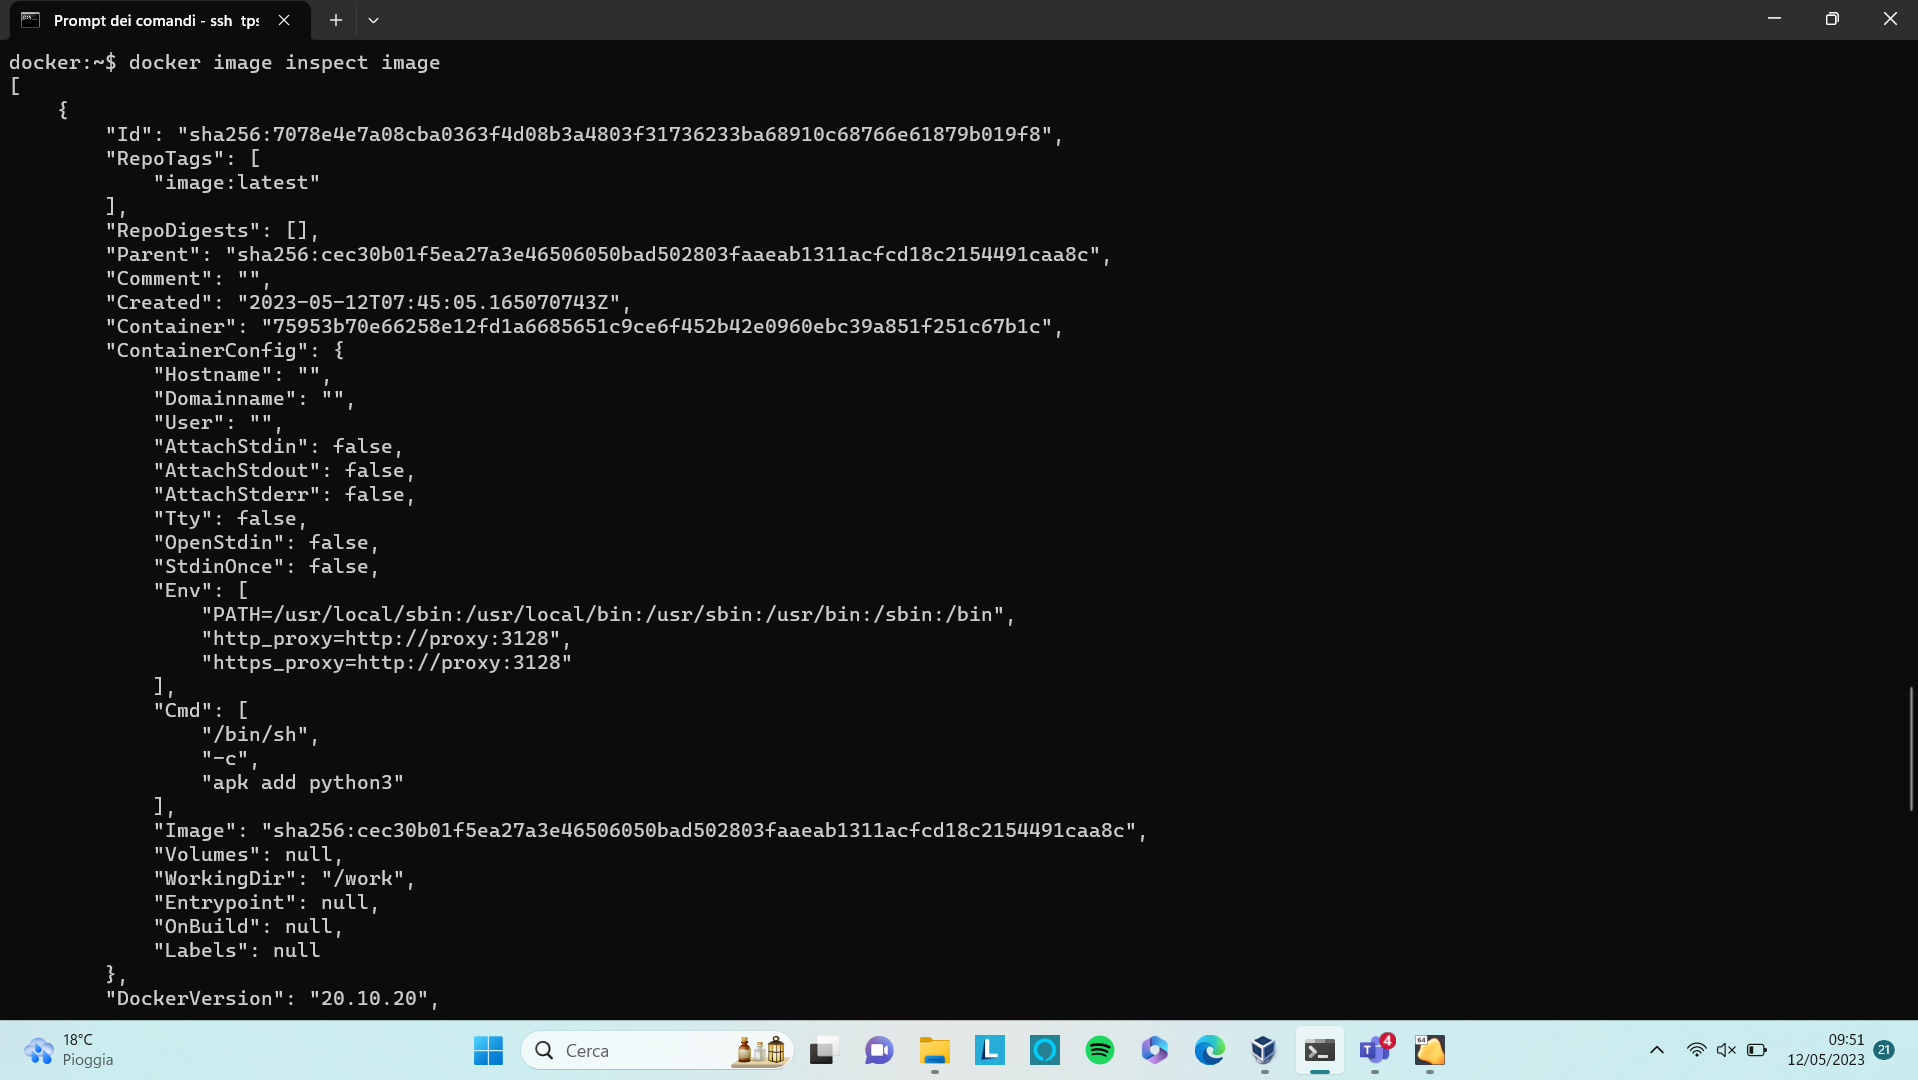 Prompt dei comandi - ssh  tps
docker:~$ docker image inspect image
[
    {
        "Id": "sha256:7078e4e7a08cba0363f4d08b3a4803f31736233ba68910c68766e61879b019f8",
        "RepoTags": [
            "image:latest"
        ],
        "RepoDigests": [],
        "Parent": "sha256:cec30b01f5ea27a3e46506050bad502803faaeab1311acfcd18c2154491caa8c",
        "Comment": "",
        "Created": "2023-05-12T07:45:05.165070743Z",
        "Container": "75953b70e66258e12fd1a6685651c9ce6f452b42e0960ebc39a851f251c67b1c",
        "ContainerConfig": {
            "Hostname": "",
            "Domainname": "",
            "User": "",
            "AttachStdin": false,
            "AttachStdout": false,
            "AttachStderr": false,
            "Tty": false,
            "OpenStdin": false,
            "StdinOnce": false,
            "Env": [
                "PATH=/usr/local/sbin:/usr/local/bin:/usr/sbin:/usr/bin:/sbin:/bin",
                "http_proxy=http://proxy:3128",
                "https_proxy=http://proxy:3128"
            ],
            "Cmd": [
                "/bin/sh",
                "-c",
                "apk add python3"
            ],
            "Image": "sha256:cec30b01f5ea27a3e46506050bad502803faaeab1311acfcd18c2154491caa8c",
            "Volumes": null,
            "WorkingDir": "/work",
            "Entrypoint": null,
            "OnBuild": null,
            "Labels": null
        },
        "DockerVersion": "20.10.20",
18°C
Pioggia
Cerca
L
T
4
64
09:51
12/05/2023
21